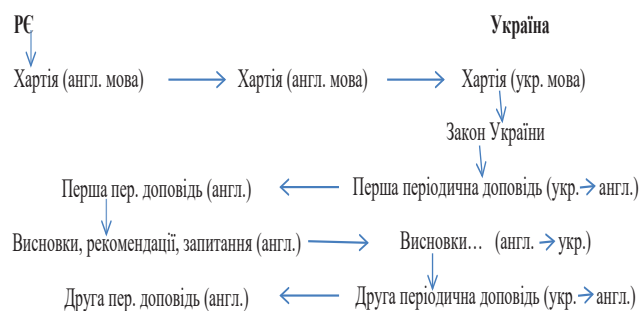 РЄ Україна
Хартія (англ. мова) Хартія (англ. мова) Хартія (укр. мова)
Закон України
Перша пер. доповідь (англ.) Перша періодична доповідь (укр. англ.)
Висновки, рекомендації, запитання (англ.) Висновки… (англ. укр.)
Друга пер. доповідь (англ.) Друга періодична доповідь (укр. англ.)